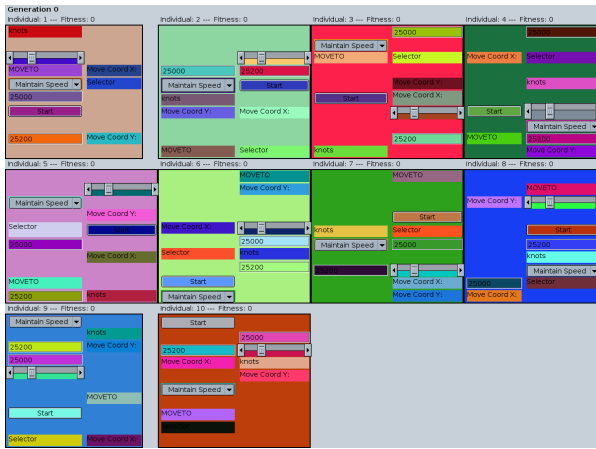 Generation 0
Individual: 1 --- Fitness: 0
Individual: 2 --- Fitness: 0
Individual: 3 --- Fitness: 0
Individual: 4 --- Fitness: 0
knots
MOVETO
Move Coord X:
Maintain Speed
Selector
25000
Start
25200
Move Coord Y:
25000
25200
Maintain Speed
Start
knots
Move Coord Y:
Move Coord X:
MOVETO
Selector
25000
Maintain Speed
MOVETO
Selector
Move Coord Y:
Start
Move Coord X:
25200
knots
25000
Move Coord X:
Selector
knots
Start
Maintain Speed
MOVETO
25200
Move Coord Y:
Individual: 5 --- Fitness: 0
Individual: 6 --- Fitness: 0
Individual: 7 --- Fitness: 0
Individual: 8 --- Fitness: 0
Maintain Speed
Move Coord Y:
Selector
Start
25000
Move Coord X:
MOVETO
25200
knots
MOVETO
Move Coord Y:
Move Coord X:
25000
Selector
knots
25200
Start
Maintain Speed
MOVETO
Start
knots
Selector
Maintain Speed
25000
25200
Move Coord X:
Move Coord Y:
MOVETO
Move Coord Y:
Start
25200
knots
Maintain Speed
25000
Selector
Move Coord X:
Individual: 9 --- Fitness: 0
Individual: 10 --- Fitness: 0
Maintain Speed
knots
25200
25000
MOVETO
Start
Selector
Move Coord X:
Start
25000
25200
Move Coord X:
knots
Move Coord Y:
Maintain Speed
MOVETO